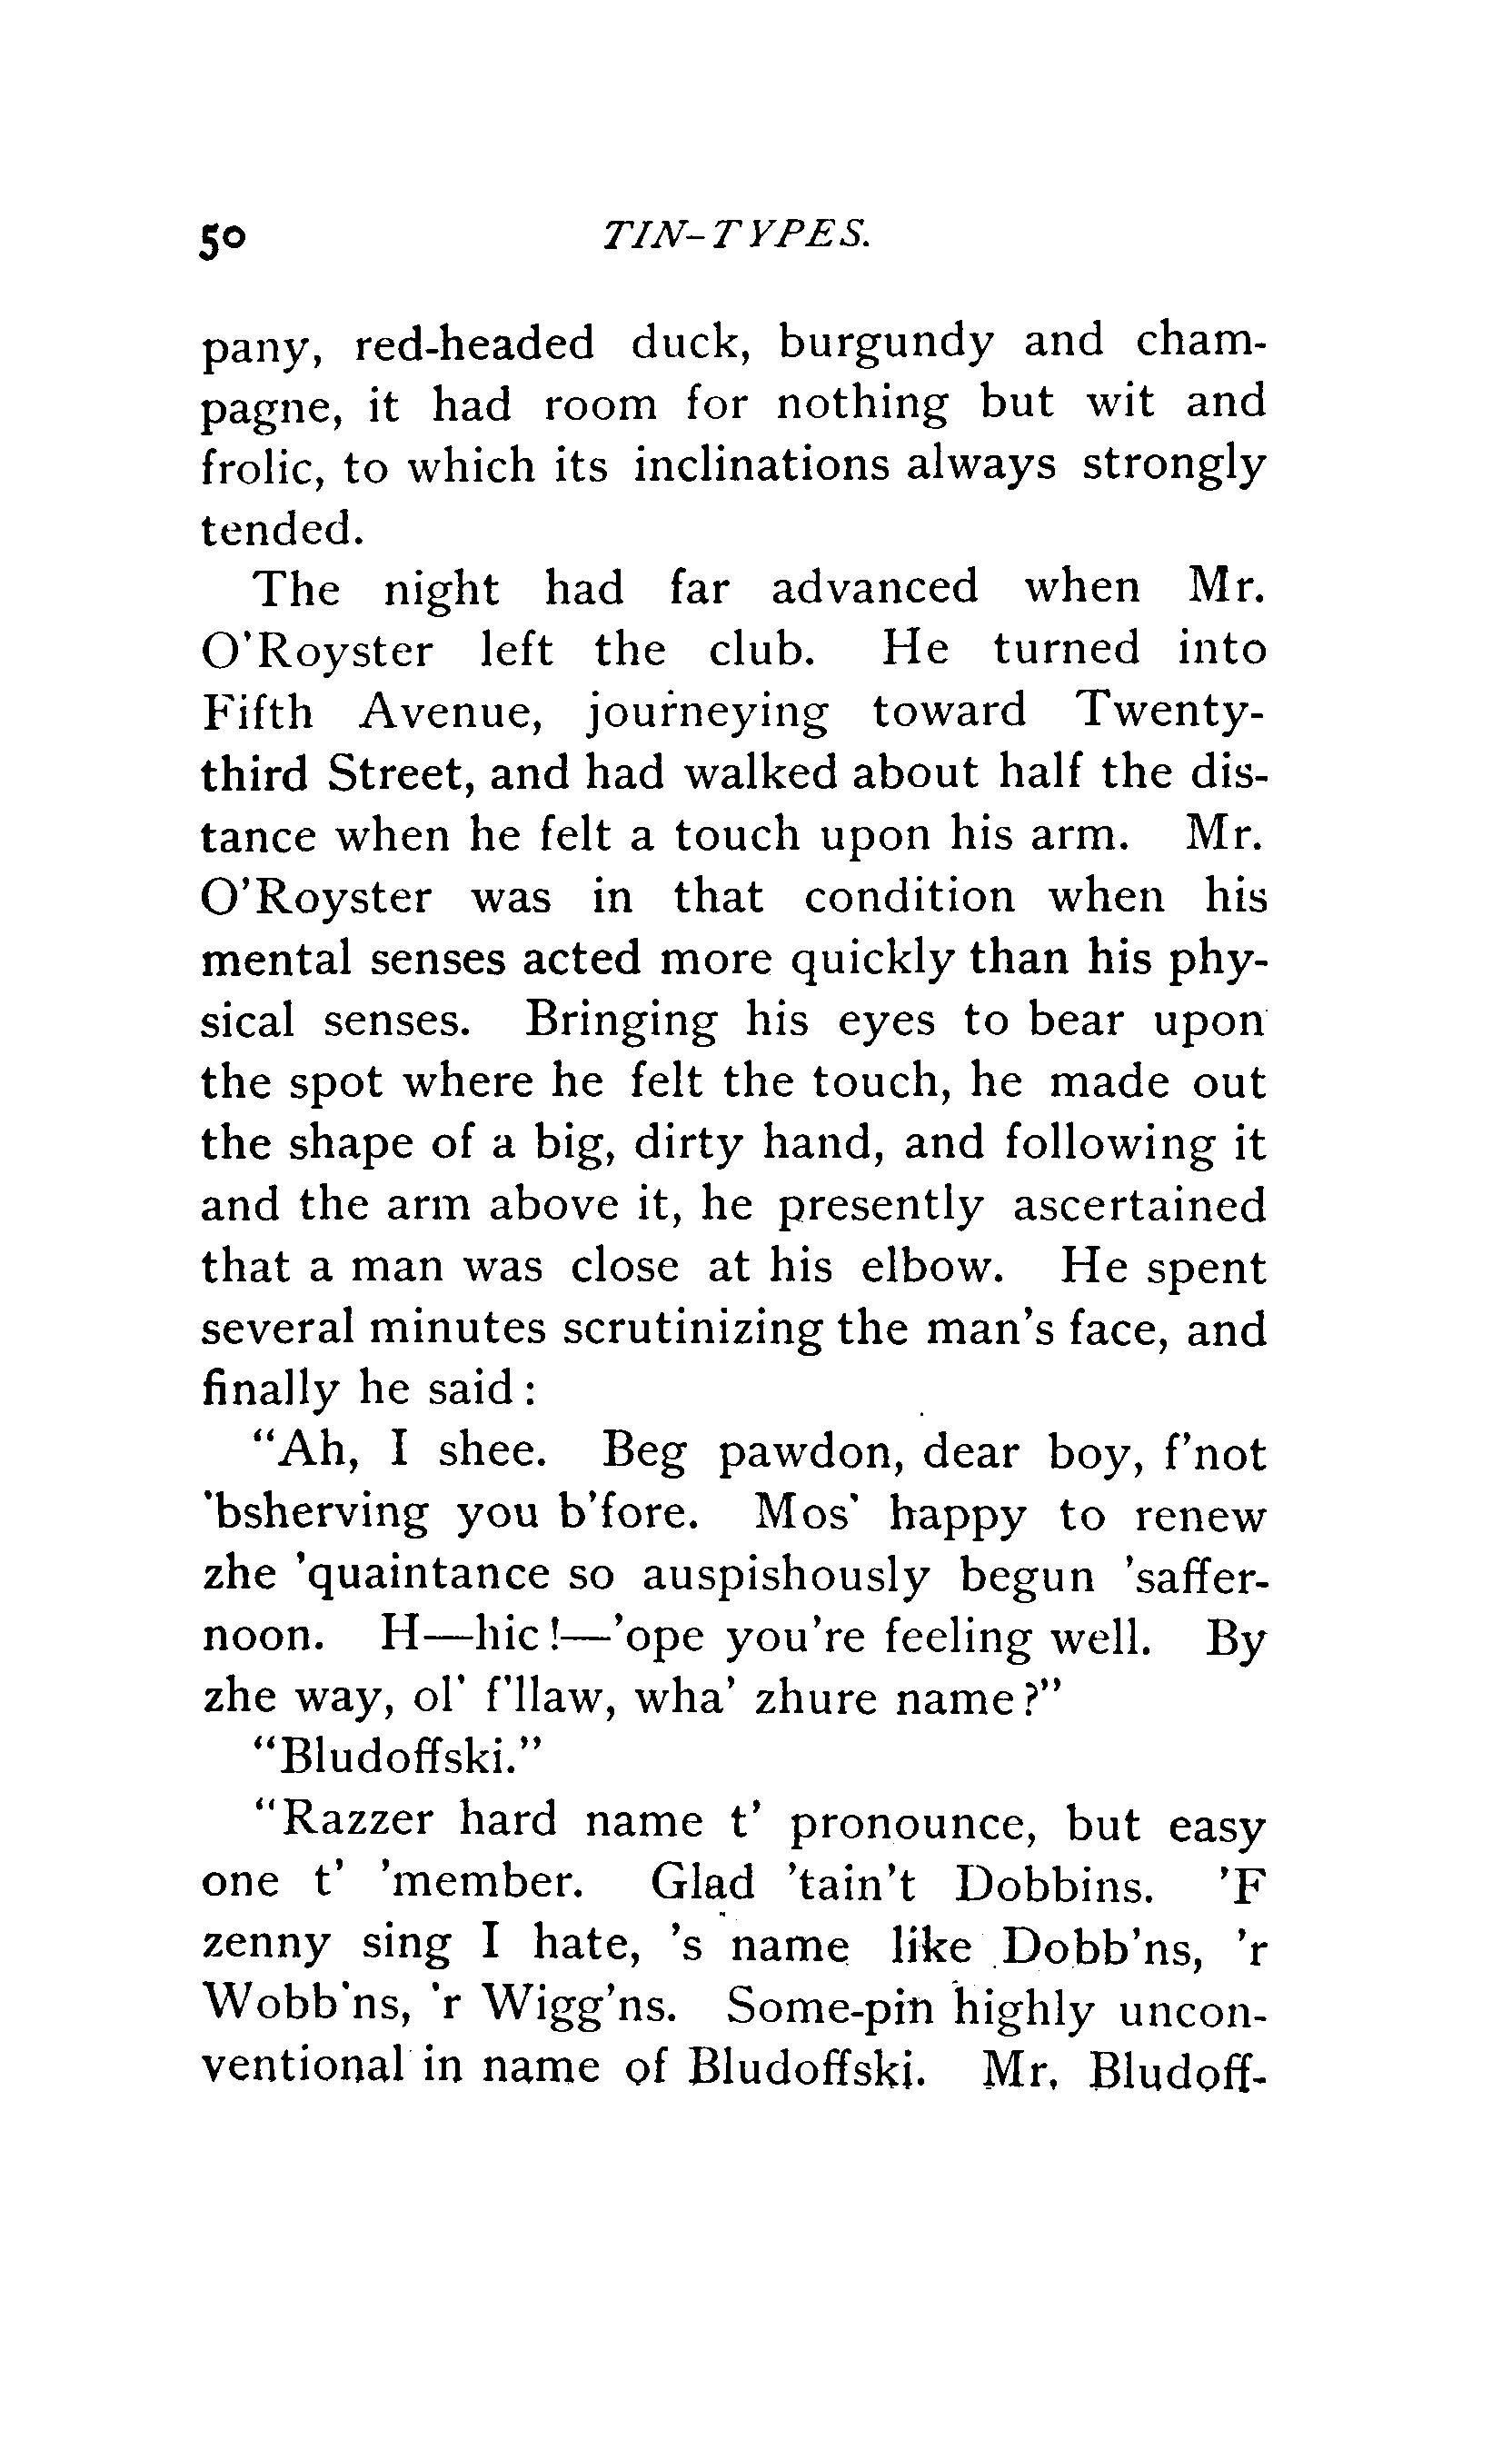 50 TIN-TYPES.
pany, red-headed duck, burgundy and cham-
pagne, it had room for nothing but wit and
frolic, to which its inclinations always strongly
tended.
The night had far advanced when Mr.
O'Royster left the club. He turned into
Fifth Avenue, journeying toward Twenty-
third Street, and had walked about half the dis-
tance when he felt a touch upon his arm. Mr.
O'Royster was in that condition when his
mental senses acted more quickly than his phy-
sical senses. Bringing his eyes to bear upon
the spot where he felt the touch, he made out
the shape of a big, dirty hand, and following it
and the arm above it, he presently ascertained
that a man was close at his elbow. He spent
several minutes scrutinizing the man's face, and
finally he said:
"Ah, I shee. Beg pawdon, dear boy, f'not
'bsherving you b'fore. Mos' happy to renew
zhe 'quaintance so auspishously begun 'saffer-
noon. H—hic!—'ope you're feeling well. By
zhe way, ol' f'llaw, wha' zhure name?"
"Bludoffski."
"Razzer hard name t' pronounce, but easy
one t' 'member. Glad 'tain't Dobbins. 'F
zenny sing I hate, 's name like Dobb'ns, 'r
Wobb'ns, 'r Wigg'ns. Some-pin highly uncon-
ventional in name of Bludoffski. Mr. Bludoff-